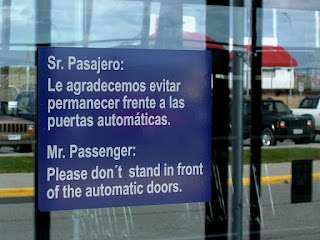 Sr. Pasajero:
Le agradecemos evitar
permanecer frente a las
puertas automáticas.
Mr. Passenger:
Please don´t stand in front
of the automatic doors.